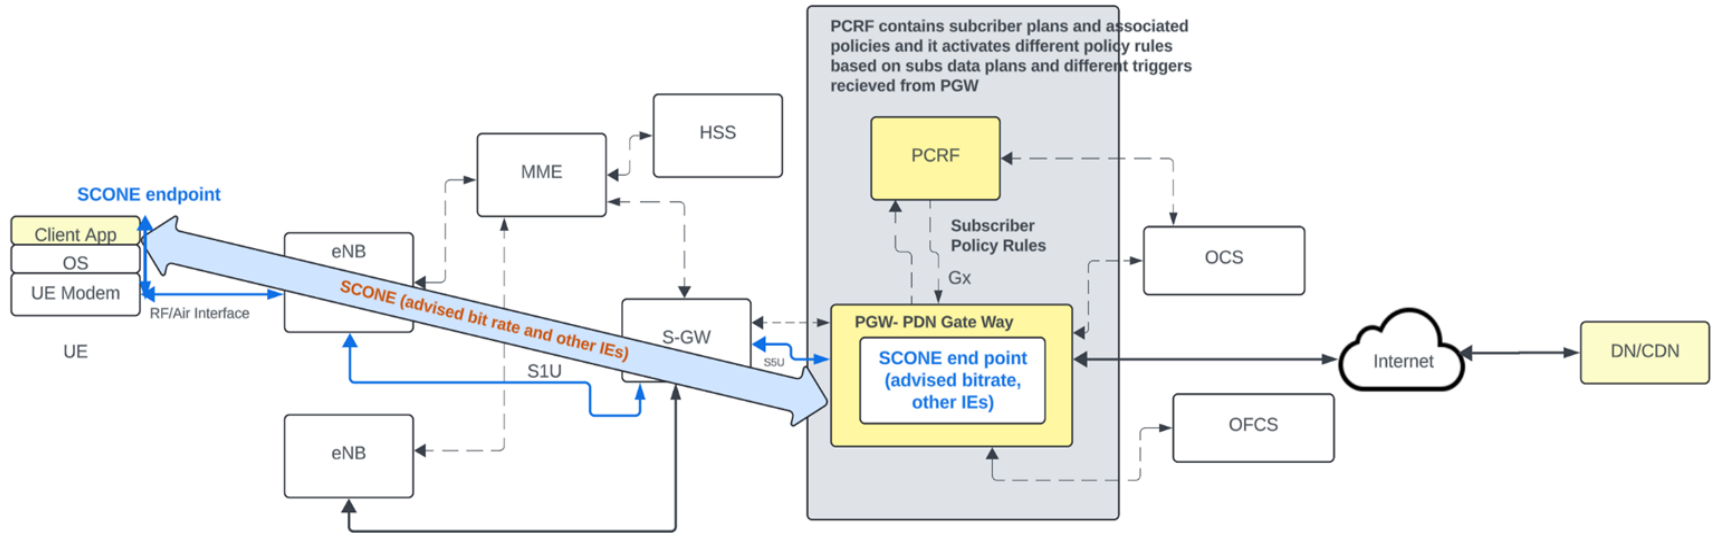 PCRF contains subcriber plans and associated
policies and it activates different policy rules
based on subs data plans and different triggers
recieved from PGW
HSS
MME
PCRF
SCONE endpoint
Client App
OS
UE Modem
RF/Air Interface
UE
eNB
SCONE (advised bit rate and other IEs)
S-GW
S1U
S5U
eNB
Subscriber
Policy Rules
Gx
PGW- PDN Gate Way
SCONE end point
(advised bitrate,
other IEs)
OCS
OFCS
Internet
DN/CDN